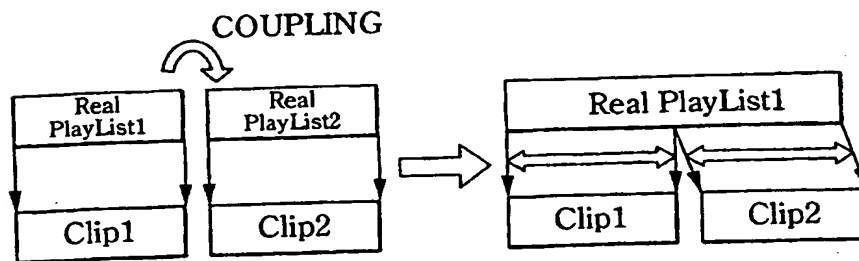 COUPLING
Real
PlayList1
Real
PlayList2
Clip1
Clip2
Real PlayList1
Clip1
Clip2